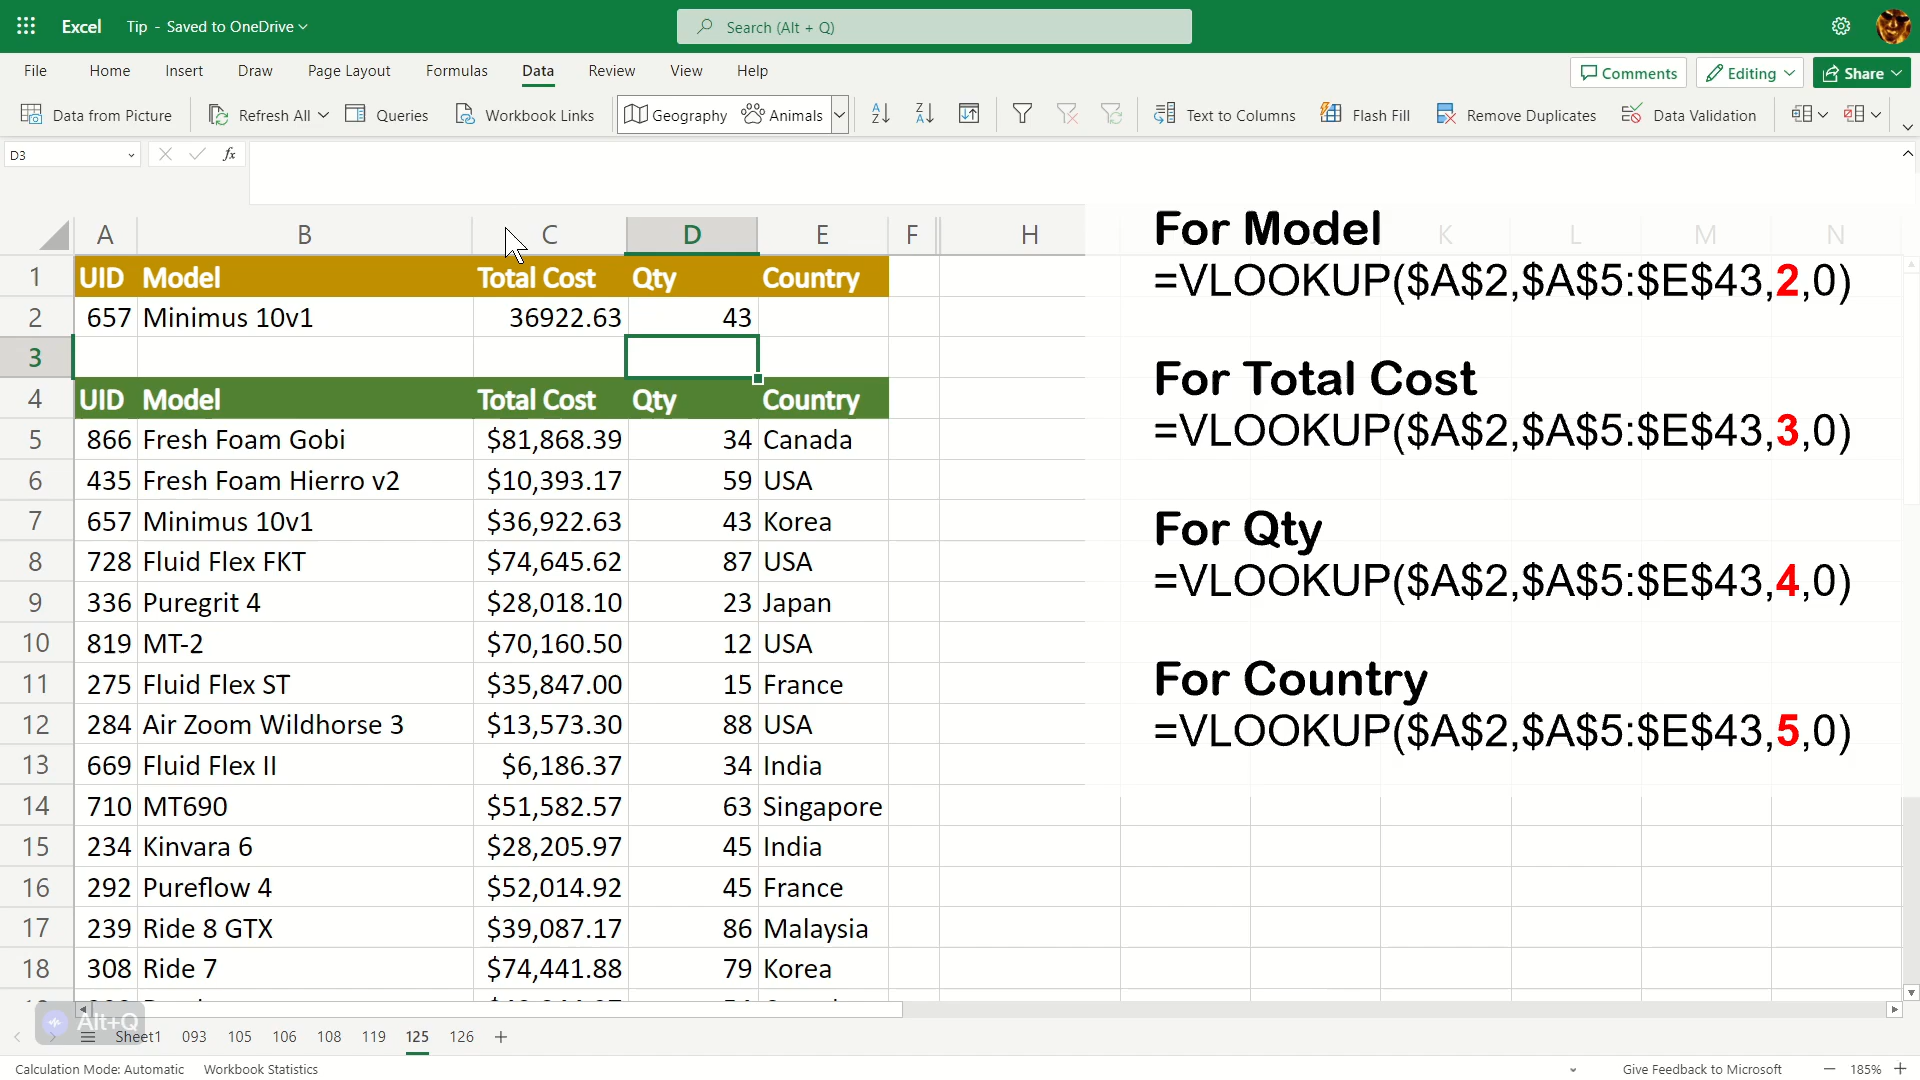 Excel Tip - Saved to OneDrive
Search (Alt + Q)
File Home Insert Draw Page Layout Formulas Data Review View Help
Comments Editing Share
Data from Picture Refresh All Queries Workbook Links Geography Animals Text to Columns Flash Fill Remove Duplicates Data Validation
D3 fx
A B C D E F H K L M N
1 UID Model Total Cost Qty Country
2 657 Minimus 10v1 36922.63 43
3
4 UID Model Total Cost Qty Country
5 866 Fresh Foam Gobi $81,868.39 34 Canada
6 435 Fresh Foam Hierro v2 $10,393.17 59 USA
7 657 Minimus 10v1 $36,922.63 43 Korea
8 728 Fluid Flex FKT $74,645.62 87 USA
9 336 Puregrit 4 $28,018.10 23 Japan
10 819 MT-2 $70,160.50 12 USA
11 275 Fluid Flex ST $35,847.00 15 France
12 284 Air Zoom Wildhorse 3 $13,573.30 88 USA
13 669 Fluid Flex II $6,186.37 34 India
14 710 MT690 $51,582.57 63 Singapore
15 234 Kinvara 6 $28,205.97 45 India
16 292 Pureflow 4 $52,014.92 45 France
17 239 Ride 8 GTX $39,087.17 86 Malaysia
18 308 Ride 7 $74,441.88 79 Korea
For Model
=VLOOKUP($A$2,$A$5:$E$43,2,0)
For Total Cost
=VLOOKUP($A$2,$A$5:$E$43,3,0)
For Qty
=VLOOKUP($A$2,$A$5:$E$43,4,0)
For Country
=VLOOKUP($A$2,$A$5:$E$43,5,0)
Alt+Q
Sheet1 093 105 106 108 119 125 126
Calculation Mode: Automatic Workbook Statistics Give Feedback to Microsoft 185%